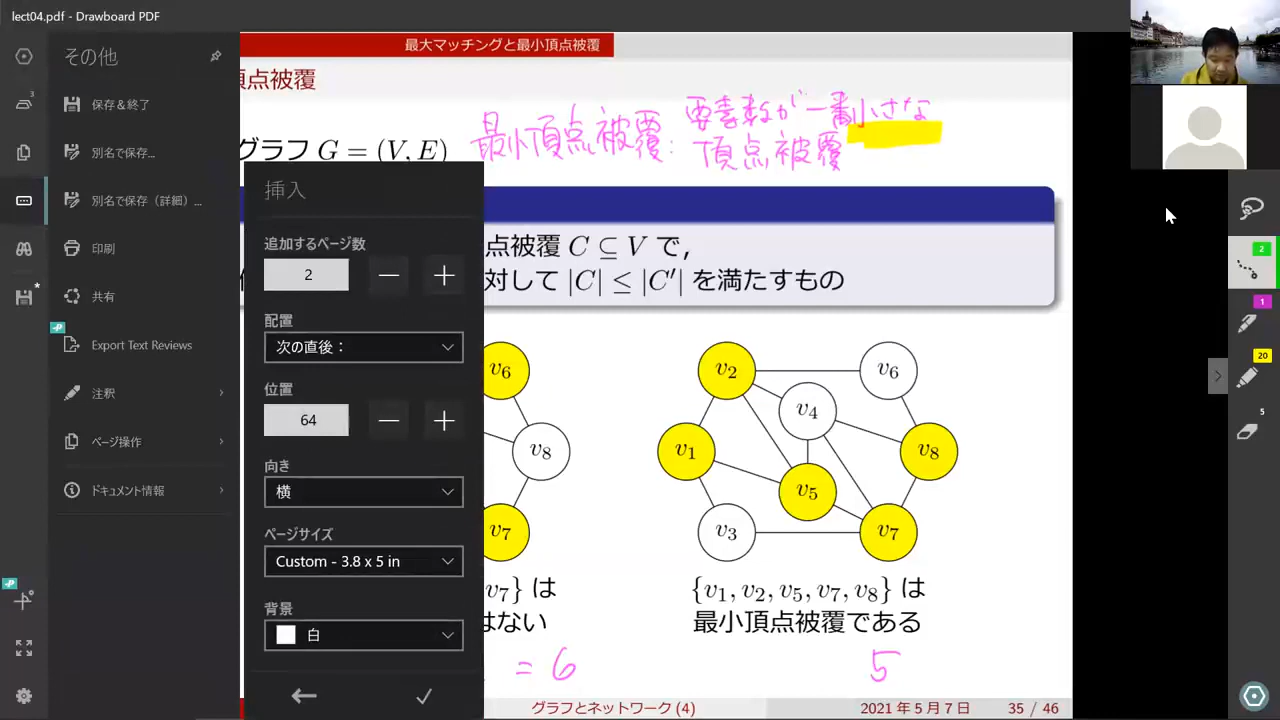 lect04.pdf - Drawboard PDF
その他
保存&終了
別名で保存...
別名で保存（詳細）...
印刷
共有
Export Text Reviews
注釈
ページ操作
ドキュメント情報
挿入
追加するページ数
2
配置
次の直後：
位置
64
向き
横
ページサイズ
Custom - 3.8 x 5 in
背景
白
最大マッチングと最小頂点被覆
頂点被覆
グラフ G = (V, E)
最小頂点被覆: 要素数が一番小さな
頂点被覆
点被覆 C ⊆ V で,
対して |C| ≤ |C′| を満たすもの
v6
v8
v7
v7} は
はない
= 6
v2
v6
v4
v1
v8
v5
v3
v7
{v1, v2, v5, v7, v8} は
最小頂点被覆である
5
グラフとネットワーク (4)
2021 年 5 月 7 日
35 / 46
2
1
20
5